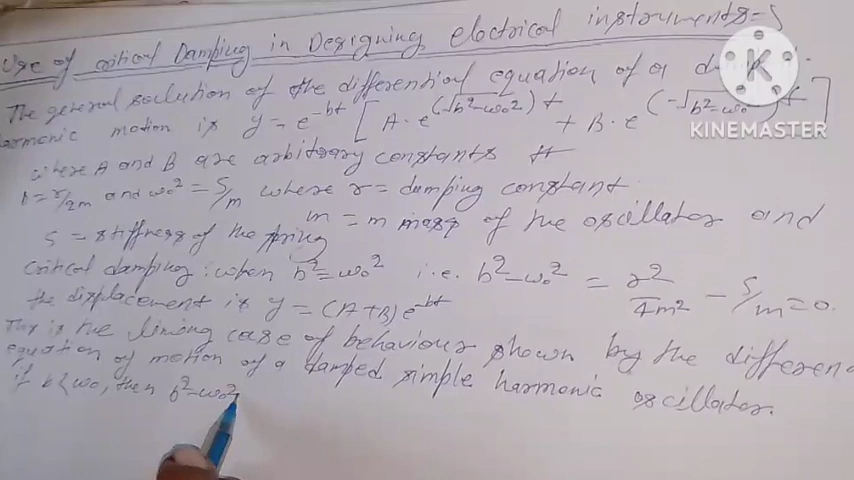 Use of critical Damping in Designing electrical instruments:-
The general solution of the differential equation of a
harmonic motion is y = e^-bt [A.e^(√b²-ω₀²)t + B.e^(-√b²-ω₀²)t]
where A and B are arbitrary constants
b = r/2m and ω₀² = S/m where r = damping constant
m = m mass of the oscillator and
S = stiffness of the spring
critical damping: when b² = ω₀² i.e. b²-ω₀² = r²/4m² - S/m = 0.
the displacement is y = (A+B)e^-bt
This is the liming case of behaviour shown by the differen
equation of motion of a damped simple harmonic oscillator.
if b<ω₀, then b²-ω₀²
K
KINEMASTER